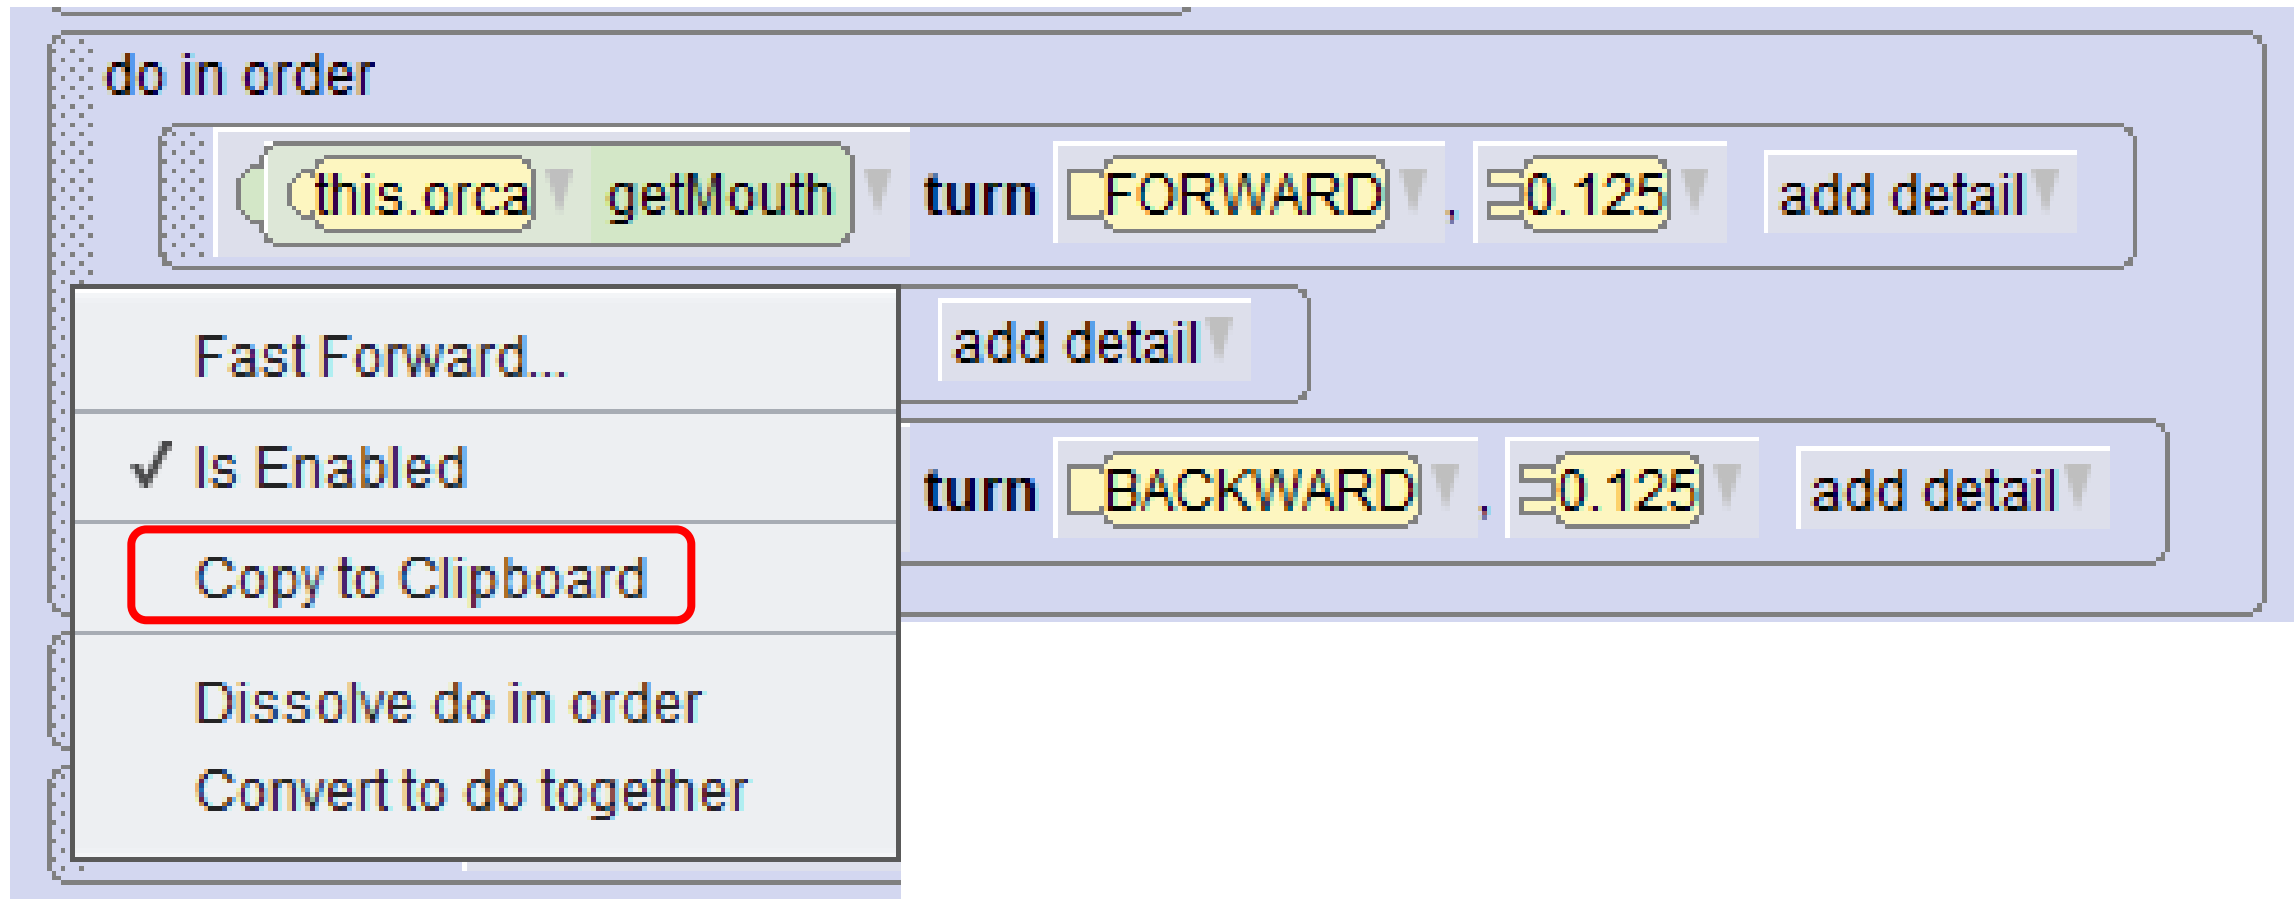 do in order
this.orca getMouth turn FORWARD , 0.125 add detail
add detail
turn BACKWARD , 0.125 add detail
Fast Forward...
✓ Is Enabled
Copy to Clipboard
Dissolve do in order
Convert to do together